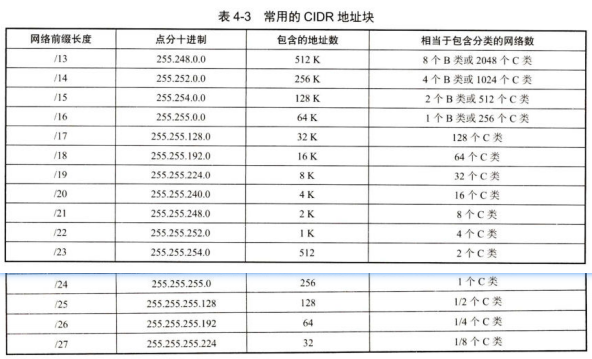 表 4-3 常用的 CIDR 地址块
网络前缀长度 点分十进制 包含的地址数 相当于包含分类的网络数
/13 255.248.0.0 512 K 8 个 B 类或 2048 个 C 类
/14 255.252.0.0 256 K 4 个 B 类或 1024 个 C 类
/15 255.254.0.0 128 K 2 个 B 类或 512 个 C 类
/16 255.255.0.0 64 K 1 个 B 类或 256 个 C 类
/17 255.255.128.0 32 K 128 个 C 类
/18 255.255.192.0 16 K 64 个 C 类
/19 255.255.224.0 8 K 32 个 C 类
/20 255.255.240.0 4 K 16 个 C 类
/21 255.255.248.0 2 K 8 个 C 类
/22 255.255.252.0 1 K 4 个 C 类
/23 255.255.254.0 512 2 个 C 类
/24 255.255.255.0 256 1 个 C 类
/25 255.255.255.128 128 1/2 个 C 类
/26 255.255.255.192 64 1/4 个 C 类
/27 255.255.255.224 32 1/8 个 C 类